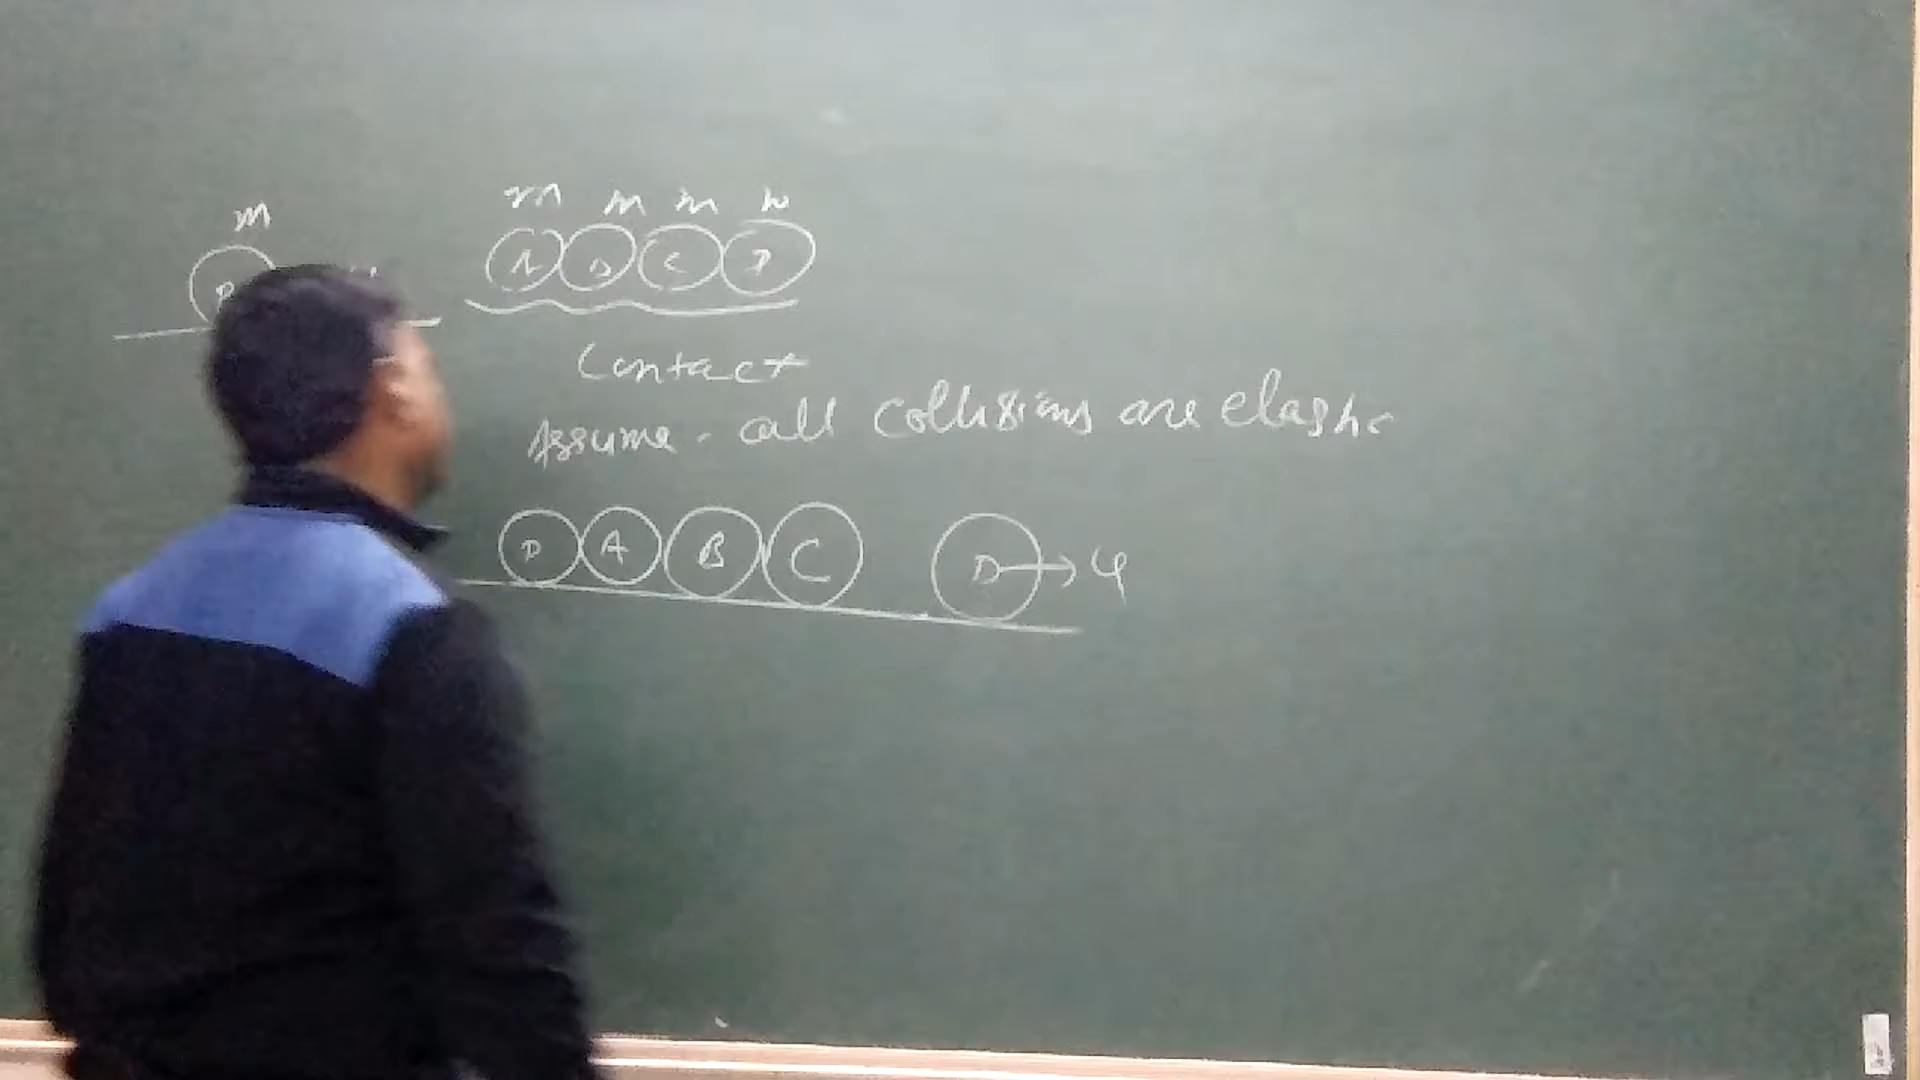 m m m m
A
Contact
Assume - all collisions are elastic
P A B C D → u